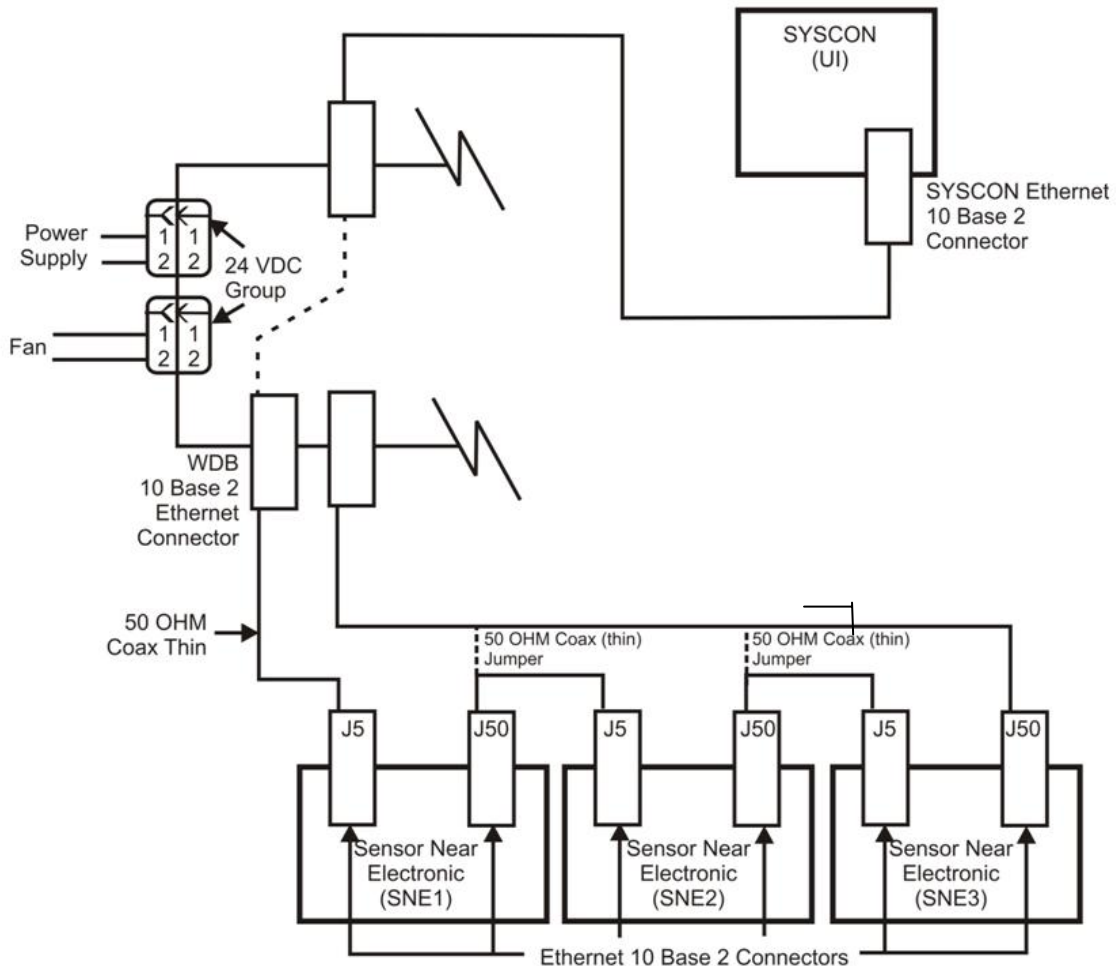 SYSCON
(UI)
SYSCON Ethernet
10 Base 2
Connector
Power
Supply
1 1
2 2
24 VDC
Group
Fan
1 1
2 2
WDB
10 Base 2
Ethernet
Connector
50 OHM
Coax Thin
50 OHM Coax (thin)
Jumper
50 OHM Coax (thin)
Jumper
J5
J50
J5
J50
J5
J50
Sensor Near
Electronic
(SNE1)
Sensor Near
Electronic
(SNE2)
Sensor Near
Electronic
(SNE3)
Ethernet 10 Base 2 Connectors